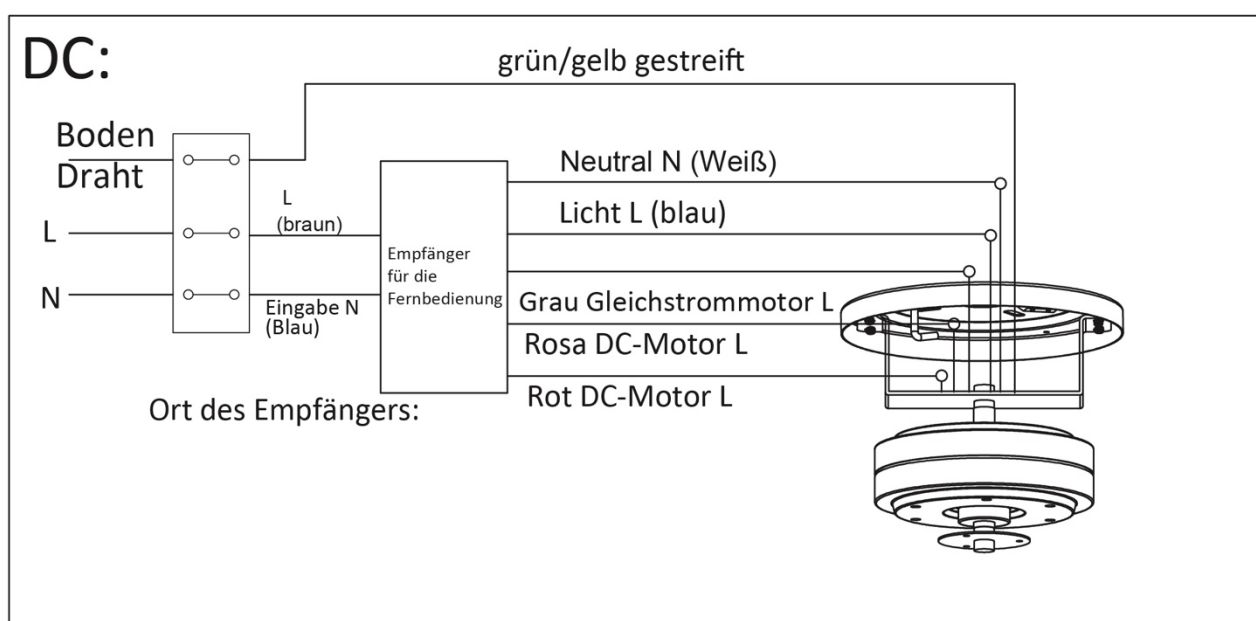 DC:
grün/gelb gestreift
Boden
Draht
Neutral N (Weiß)
L
(braun)
Licht L (blau)
L
Empfänger
für die
Fernbedienung
N
Eingabe N
(Blau)
Grau Gleichstrommotor L
Rosa DC-Motor L
Rot DC-Motor L
Ort des Empfängers: